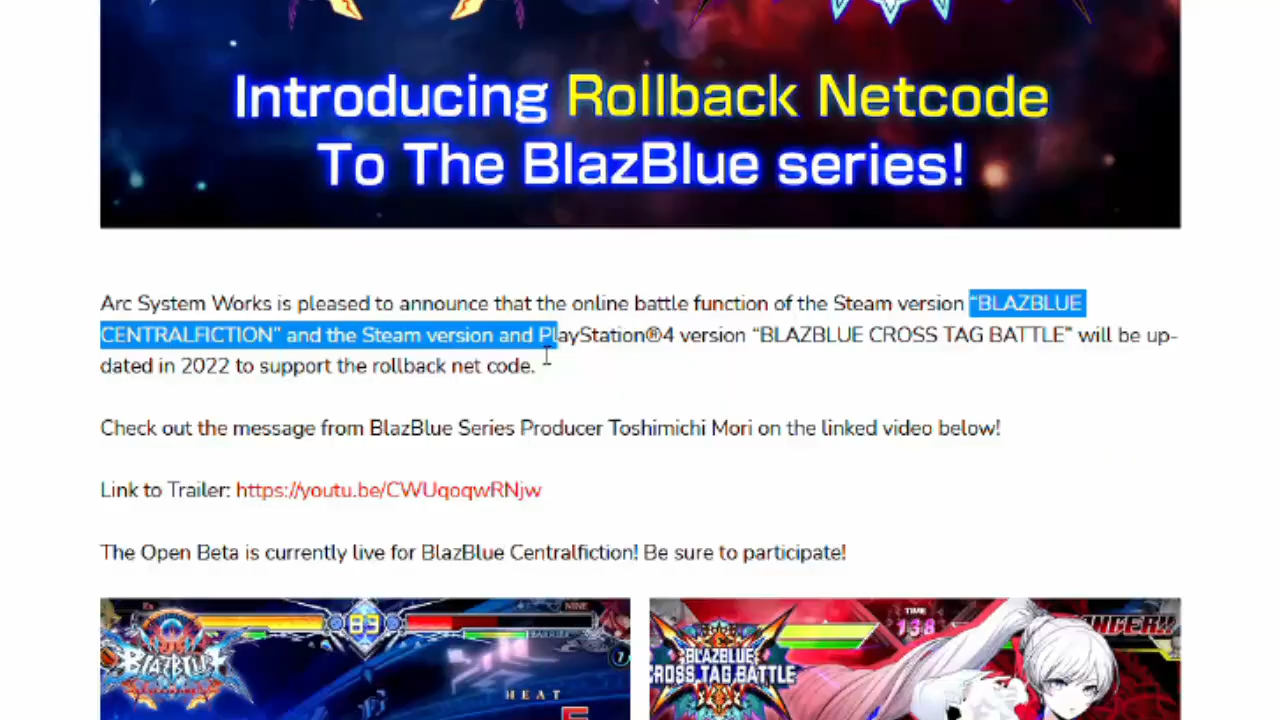 Introducing Rollback Netcode
To The BlazBlue series!
Arc System Works is pleased to announce that the online battle function of the Steam version “BLAZBLUE
CENTRALFICTION” and the Steam version and PlayStation®4 version “BLAZBLUE CROSS TAG BATTLE” will be up-
dated in 2022 to support the rollback net code.
Check out the message from BlazBlue Series Producer Toshimichi Mori on the linked video below!
Link to Trailer: https://youtu.be/CWUqoqwRNjw
The Open Beta is currently live for BlazBlue Centralfiction! Be sure to participate!
83
NINE
BARRIER
BLAZBLUE
HEAT
TIME
138
BLAZBLUE
CROSS TAG BATTLE